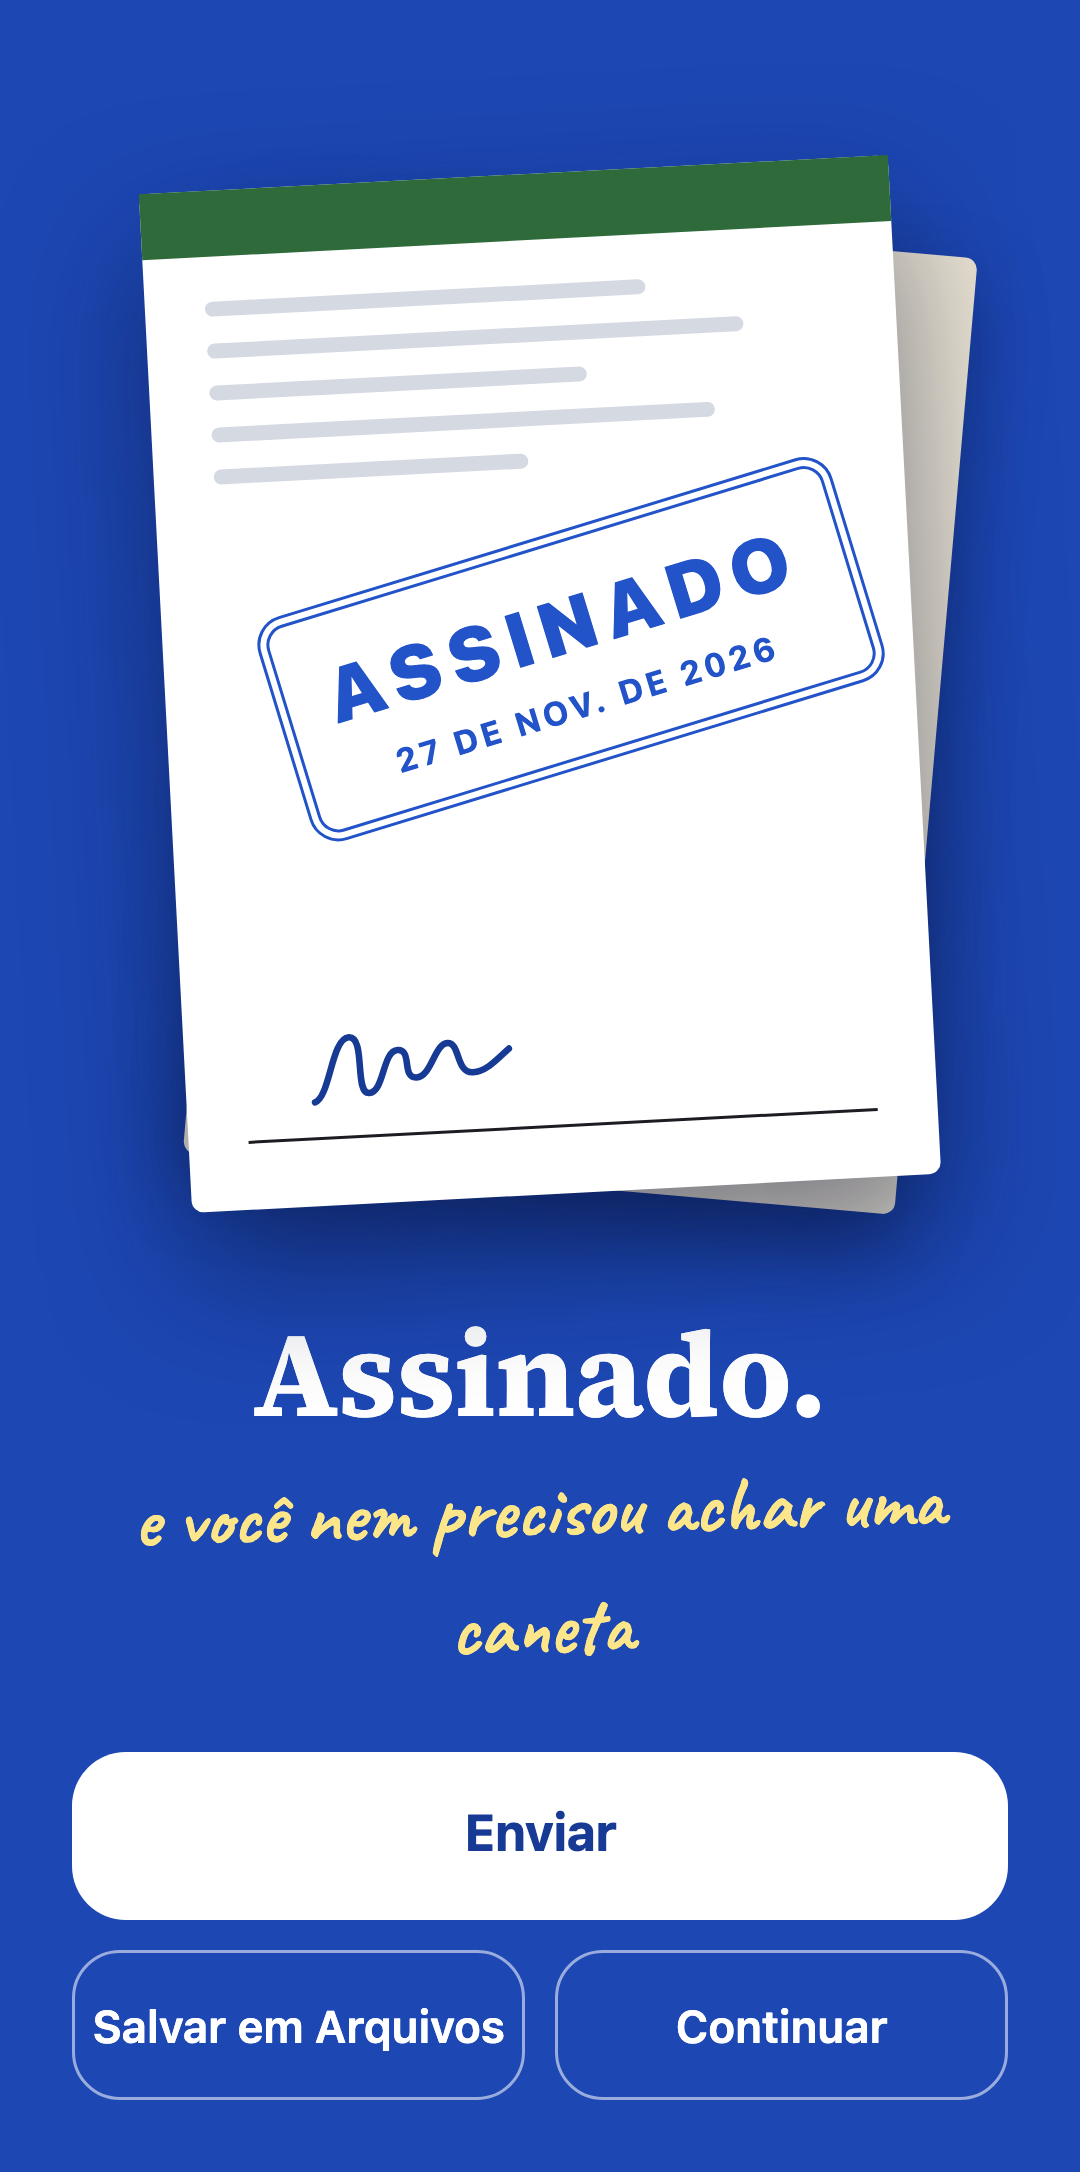 ASSINADO
27 DE NOV. DE 2026
Assinado.
e você nem precisou achar uma
caneta
Enviar
Salvar em Arquivos
Continuar